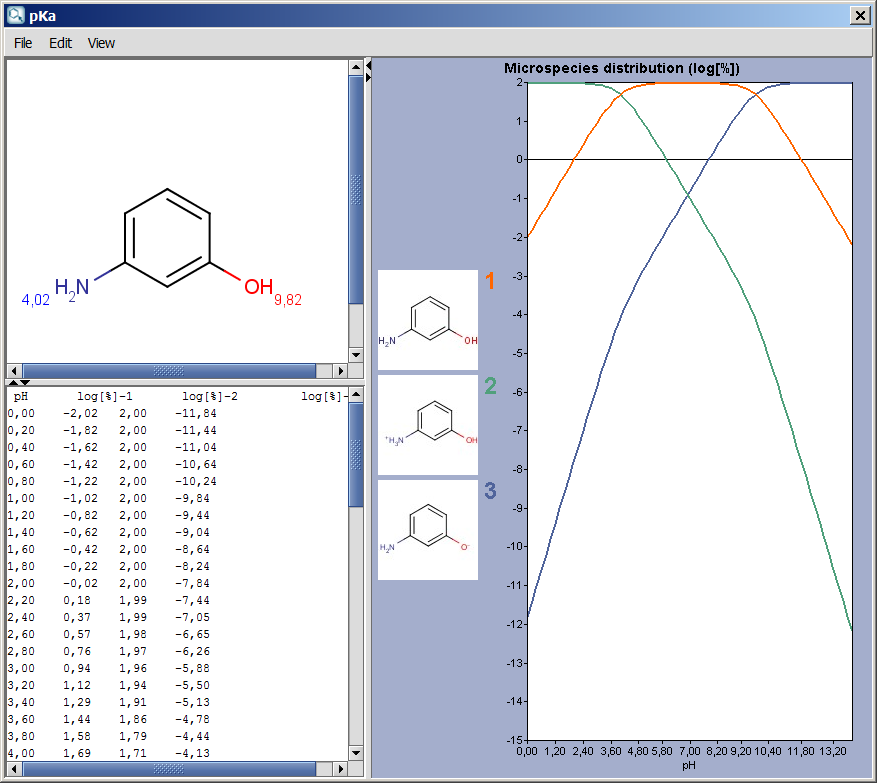 pKa
File Edit View
4,02 H2N OH 9,82
pH log[%]-1 log[%]-2 log[%]-
0,00 -2,02 2,00 -11,84
0,20 -1,82 2,00 -11,44
0,40 -1,62 2,00 -11,04
0,60 -1,42 2,00 -10,64
0,80 -1,22 2,00 -10,24
1,00 -1,02 2,00 -9,84
1,20 -0,82 2,00 -9,44
1,40 -0,62 2,00 -9,04
1,60 -0,42 2,00 -8,64
1,80 -0,22 2,00 -8,24
2,00 -0,02 2,00 -7,84
2,20 0,18 1,99 -7,44
2,40 0,37 1,99 -7,05
2,60 0,57 1,98 -6,65
2,80 0,76 1,97 -6,26
3,00 0,94 1,96 -5,88
3,20 1,12 1,94 -5,50
3,40 1,29 1,91 -5,13
3,60 1,44 1,86 -4,78
3,80 1,58 1,79 -4,44
4,00 1,69 1,71 -4,13
1
H2N OH
2
+H3N OH
3
H2N O-
Microspecies distribution (log[%])
2
1
0
-1
-2
-3
-4
-5
-6
-7
-8
-9
-10
-11
-12
-13
-14
-15
0,00 1,20 2,40 3,60 4,80 5,80 7,00 8,20 9,20 10,40 11,80 13,20
pH